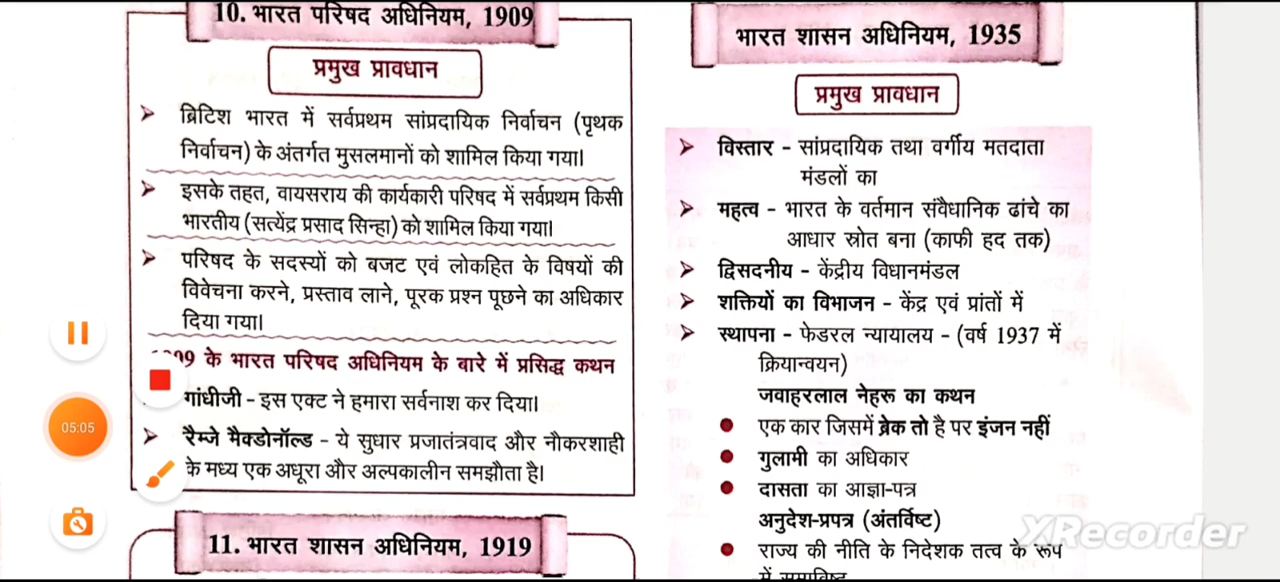 10. भारत परिषद अधिनियम, 1909
प्रमुख प्रावधान
ब्रिटिश भारत में सर्वप्रथम सांप्रदायिक निर्वाचन (पृथक
निर्वाचन) के अंतर्गत मुसलमानों को शामिल किया गया।
इसके तहत, वायसराय की कार्यकारी परिषद में सर्वप्रथम किसी
भारतीय (सत्येंद्र प्रसाद सिन्हा) को शामिल किया गया।
परिषद के सदस्यों को बजट एवं लोकहित के विषयों की
विवेचना करने, प्रस्ताव लाने, पूरक प्रश्न पूछने का अधिकार
दिया गया।
के भारत परिषद अधिनियम के बारे में प्रसिद्ध कथन
गांधीजी - इस एक्ट ने हमारा सर्वनाश कर दिया।
रैम्जे मैक्डोनॉल्ड - ये सुधार प्रजातंत्रवाद और नौकरशाही
के मध्य एक अधूरा और अल्पकालीन समझौता है।
11. भारत शासन अधिनियम, 1919
भारत शासन अधिनियम, 1935
प्रमुख प्रावधान
विस्तार - सांप्रदायिक तथा वर्गीय मतदाता
मंडलों का
महत्व - भारत के वर्तमान संवैधानिक ढांचे का
आधार स्रोत बना (काफी हद तक)
द्विसदनीय - केंद्रीय विधानमंडल
शक्तियों का विभाजन - केंद्र एवं प्रांतों में
स्थापना - फेडरल न्यायालय - (वर्ष 1937 में
क्रियान्वयन)
जवाहरलाल नेहरू का कथन
एक कार जिसमें ब्रेक तो है पर इंजन नहीं
गुलामी का अधिकार
दासता का आज्ञा-पत्र
अनुदेश-प्रपत्र (अंतर्विष्ट)
राज्य की नीति के निदेशक तत्व के रूप
05:05
XRecorder